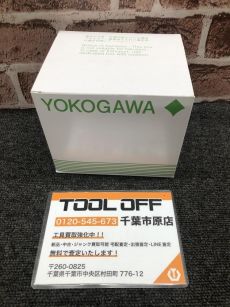 YOKOGAWA
TOOL OFF
0120-545-673 千葉市原店
工具買取強化中！！
新品・中古・ジャンク買取可能 宅配査定・出張査定・LINE査定
無料で査定いたします！
〒260-0825
千葉県千葉市中央区村田町 776-12